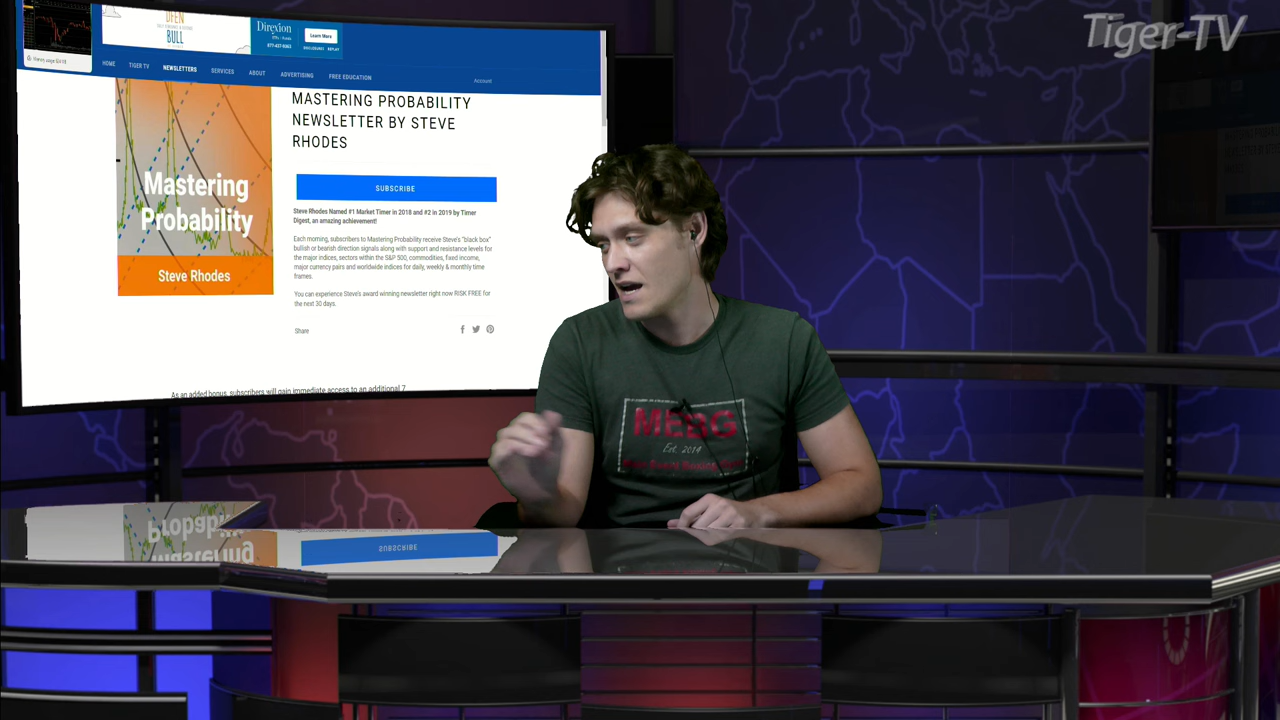 Tiger-TV
OPEN
BULL
Direxion
877-437-9363
Learn More
HOME
TIGER TV
NEWSLETTERS
SERVICES
ABOUT
ADVERTISING
FREE EDUCATION
Account
Mastering
Probability
Steve Rhodes
MASTERING PROBABILITY
NEWSLETTER BY STEVE
RHODES
SUBSCRIBE
Steve Rhodes Named #1 Market Timer in 2018 and #2 in 2019 by Timer
Digest, an amazing achievement!
Each morning, subscribers to Mastering Probability receive Steve's "black box"
bullish or bearish direction signals along with support and resistance levels for
the major indices, sectors within the S&P 500, commodities, fixed income,
major currency pairs and worldwide indices for daily, weekly & monthly time
frames.
You can experience Steve's award winning newsletter right now RISK FREE for
the next 30 days.
Share
As an added bonus, subscribers will gain immediate access to an additional 7
MEBG
Est. 2014